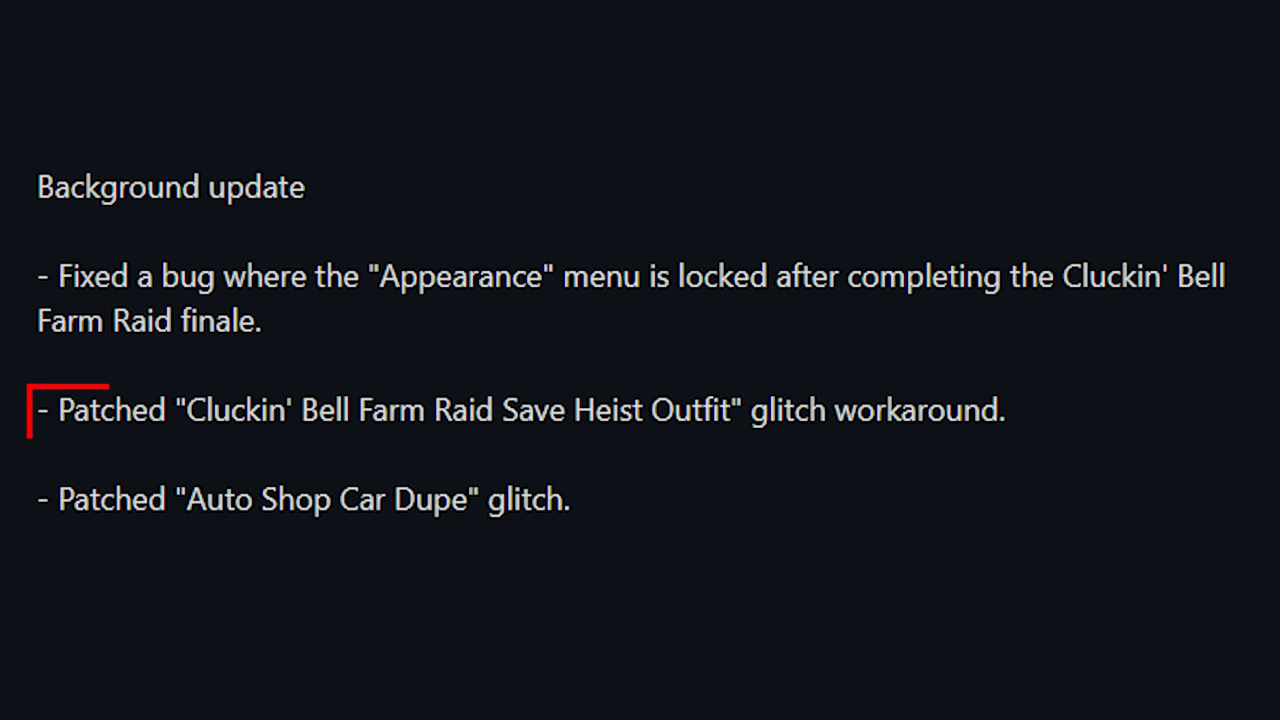 Background update
- Fixed a bug where the "Appearance" menu is locked after completing the Cluckin' Bell
Farm Raid finale.
- Patched "Cluckin' Bell Farm Raid Save Heist Outfit" glitch workaround.
- Patched "Auto Shop Car Dupe" glitch.